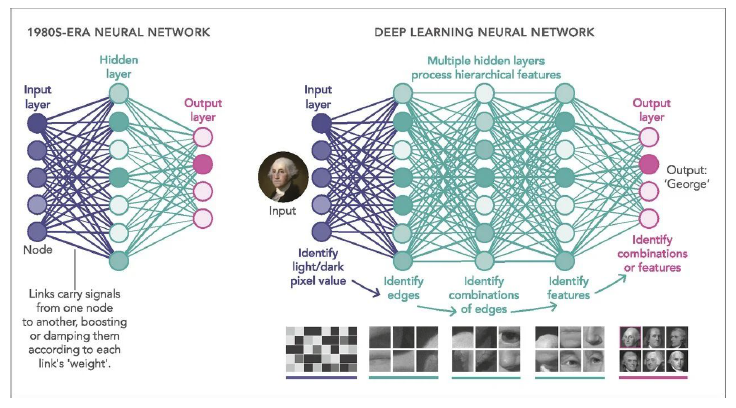 1980S-ERA NEURAL NETWORK
Hidden
layer
Input
layer
Output
layer
Node
Links carry signals
from one node
to another, boosting
or damping them
according to each
link's 'weight'.
DEEP LEARNING NEURAL NETWORK
Multiple hidden layers
process hierarchical features
Input
layer
Output
layer
Input
Output:
'George'
Identify
light/dark
pixel value
Identify
edges
Identify
combinations
of edges
Identify
features
Identify
combinations
or features